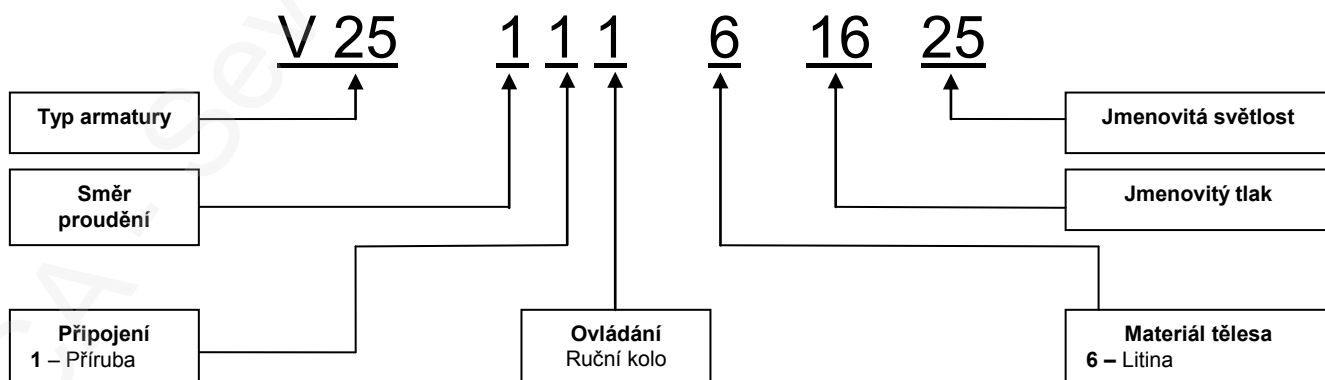 V 25 1 1 1 6 16 25
Typ armatury
Jmenovitá světlost
Směr
proudění
Jmenovitý tlak
Připojení
1 – Příruba
Ovládání
Ruční kolo
Materiál tělesa
6 – Litina